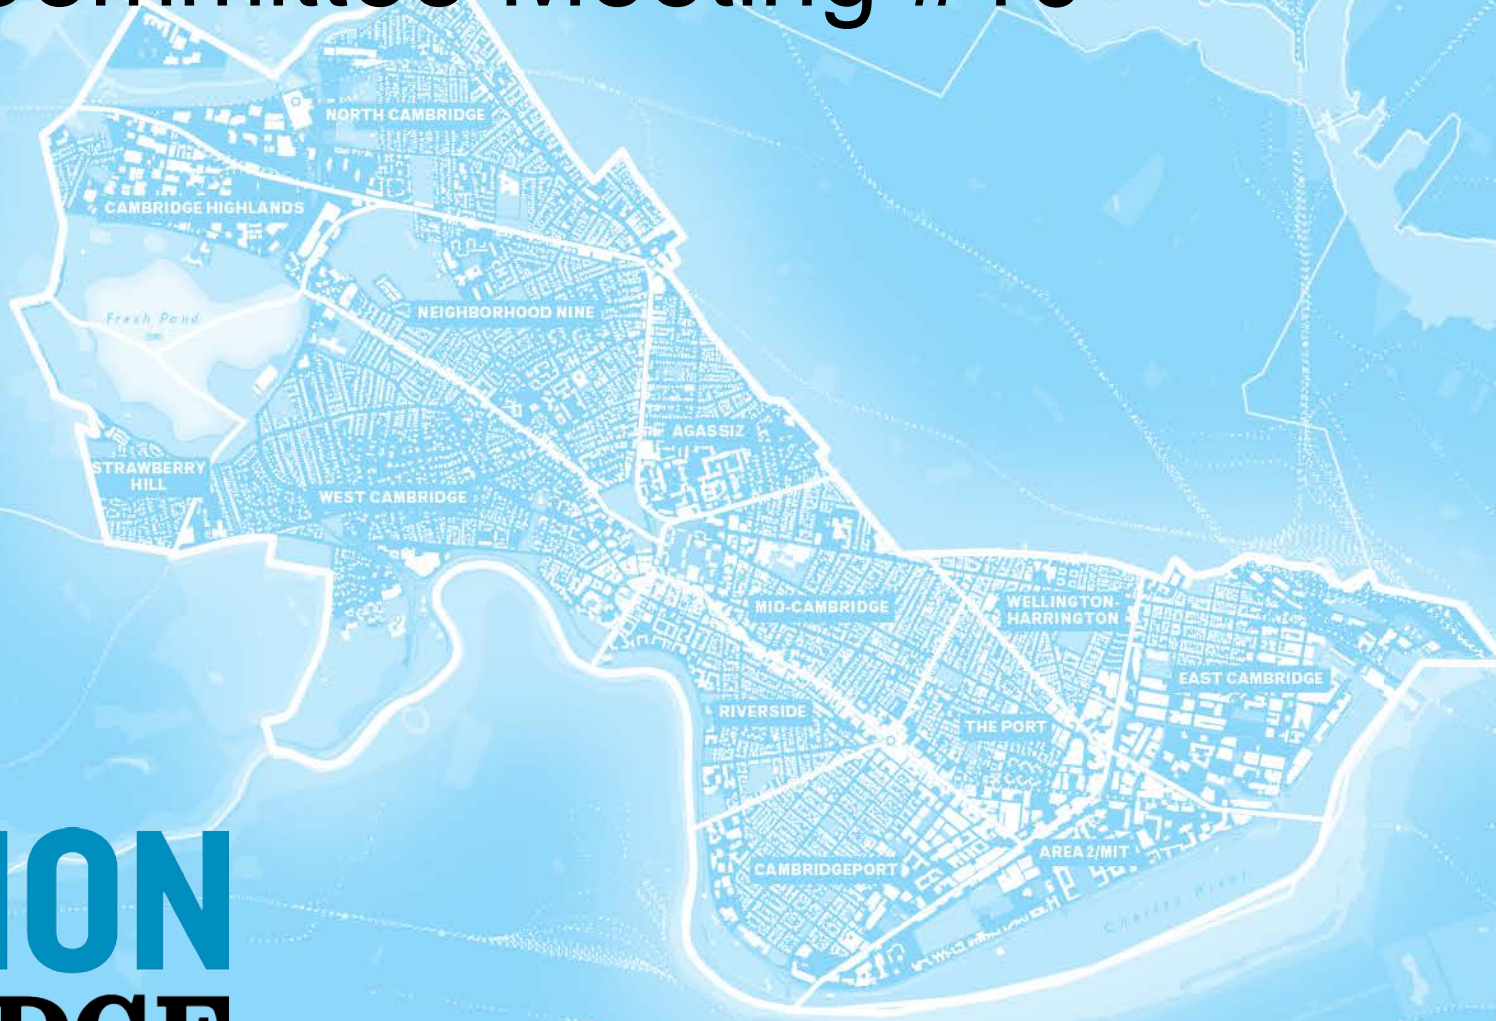 NORTH CAMBRIDGE
CAMBRIDGE HIGHLANDS
NEIGHBORHOOD NINE
Fresh Pond
AGASSIZ
STRAWBERRY
HILL
WEST CAMBRIDGE
MID-CAMBRIDGE
WELLINGTON-
HARRINGTON
EAST CAMBRIDGE
RIVERSIDE
THE PORT
AREA 2/MIT
CAMBRIDGEPORT
Charles River